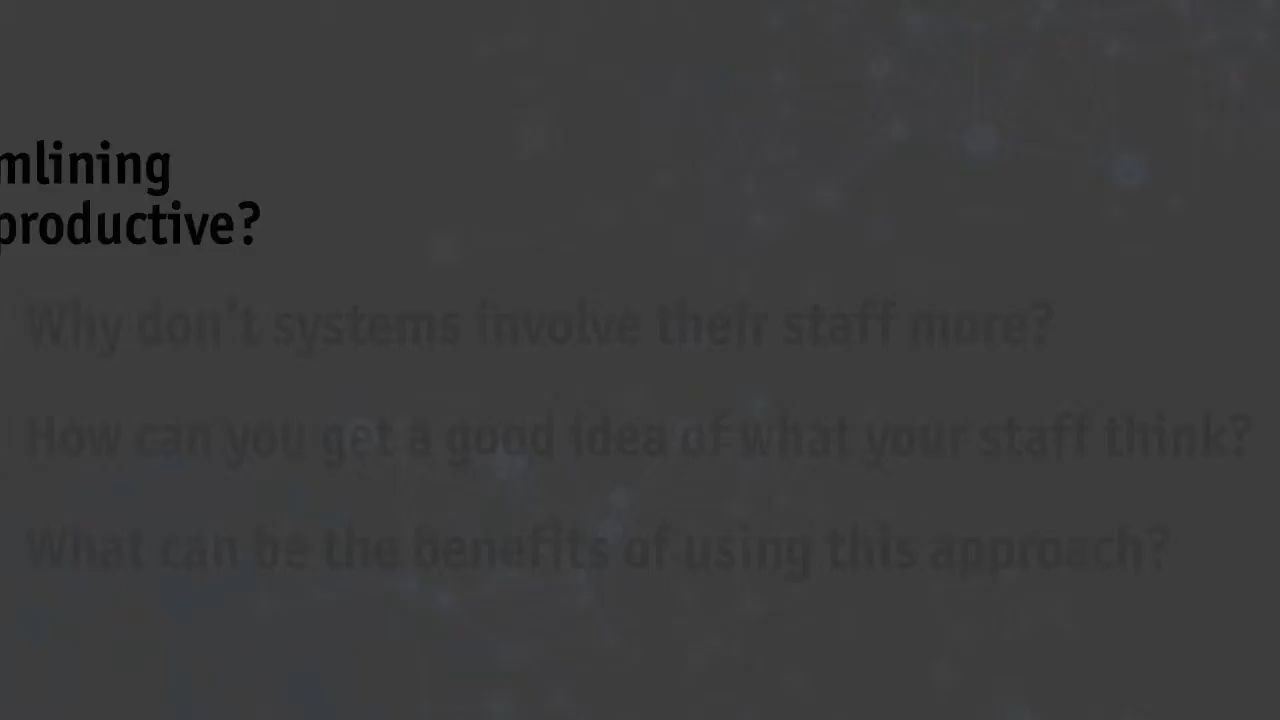 mlining
productive?
Why don't systems involve their staff more?
How can you get a good idea of what your staff think?
What can be the benefits of using this approach?